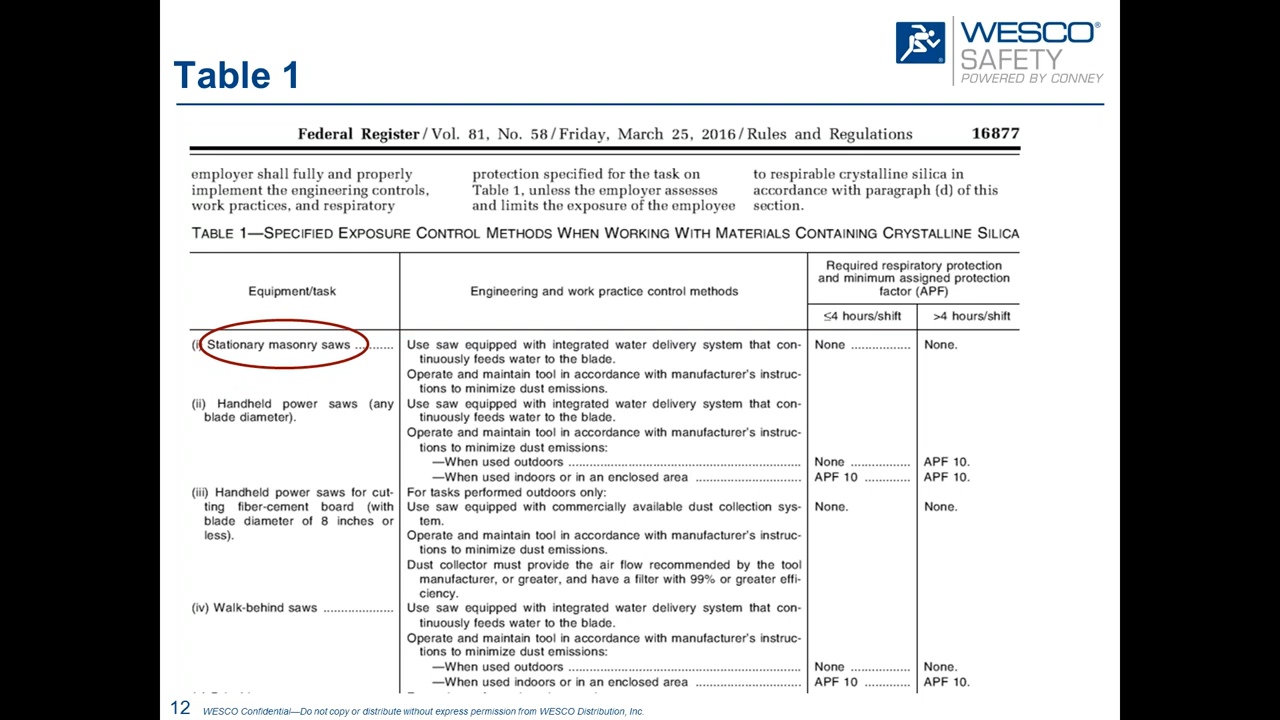 Table 1
WESCO®
SAFETY
POWERED BY CONNEY
Federal Register / Vol. 81, No. 58 / Friday, March 25, 2016 / Rules and Regulations 16877
employer shall fully and properly
implement the engineering controls,
work practices, and respiratory
protection specified for the task on
Table 1, unless the employer assesses
and limits the exposure of the employee
to respirable crystalline silica in
accordance with paragraph (d) of this
section.
TABLE 1—SPECIFIED EXPOSURE CONTROL METHODS WHEN WORKING WITH MATERIALS CONTAINING CRYSTALLINE SILICA
Equipment/task
Engineering and work practice control methods
Required respiratory protection
and minimum assigned protection
factor (APF)
≤4 hours/shift
>4 hours/shift
(i) Stationary masonry saws ..........
Use saw equipped with integrated water delivery system that con-
tinuously feeds water to the blade.
Operate and maintain tool in accordance with manufacturer's instruc-
tions to minimize dust emissions.
None .................
None.
(ii) Handheld power saws (any
blade diameter).
Use saw equipped with integrated water delivery system that con-
tinuously feeds water to the blade.
Operate and maintain tool in accordance with manufacturer's instruc-
tions to minimize dust emissions:
—When used outdoors .................................................................
None .................
APF 10.
—When used indoors or in an enclosed area .............................
APF 10 .............
APF 10.
(iii) Handheld power saws for cut-
ting fiber-cement board (with
blade diameter of 8 inches or
less).
For tasks performed outdoors only:
Use saw equipped with commercially available dust collection sys-
tem.
None.
None.
Operate and maintain tool in accordance with manufacturer's instruc-
tions to minimize dust emissions.
Dust collector must provide the air flow recommended by the tool
manufacturer, or greater, and have a filter with 99% or greater effi-
ciency.
(iv) Walk-behind saws ....................
Use saw equipped with integrated water delivery system that con-
tinuously feeds water to the blade.
Operate and maintain tool in accordance with manufacturer's instruc-
tions to minimize dust emissions:
—When used outdoors .................................................................
None .................
None.
—When used indoors or in an enclosed area .............................
APF 10 .............
APF 10.
12 WESCO Confidential—Do not copy or distribute without express permission from WESCO Distribution, Inc.